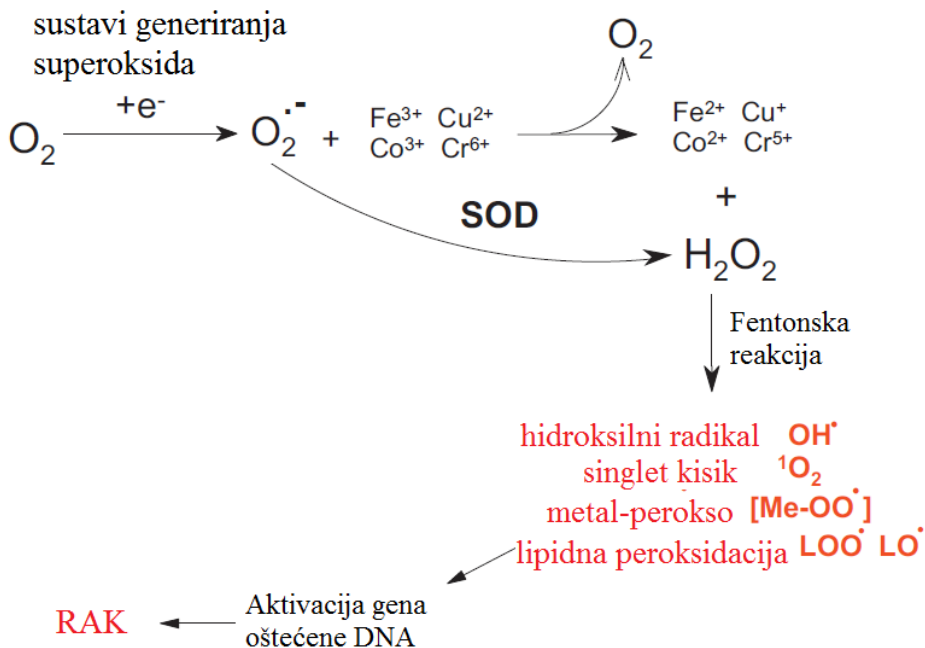 sustavi generiranja
superoksida
O₂
+e⁻
O₂
O₂•⁻ + Fe³⁺ Cu²⁺
Co³⁺ Cr⁶⁺
Fe²⁺ Cu⁺
Co²⁺ Cr⁵⁺
+
SOD
H₂O₂
Fentonska
reakcija
hidroksilni radikal OH•
singlet kisik ¹O₂
metal-perokso [Me-OO•]
lipidna peroksidacija LOO• LO•
Aktivacija gena
oštećene DNA
RAK